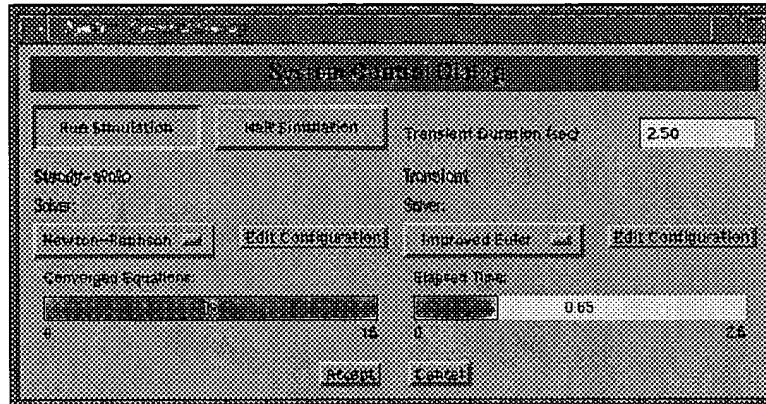 System Control Dialog
Run Simulation Halt Simulation Transient Duration (sec) 2.50
Steady-state Transient
Solver: Solver:
Newton-Raphson Edit Configuration Improved Euler Edit Configuration
Converged Equations: Elapsed Time:
0.65
0 16 0 2.5
Accept Cancel